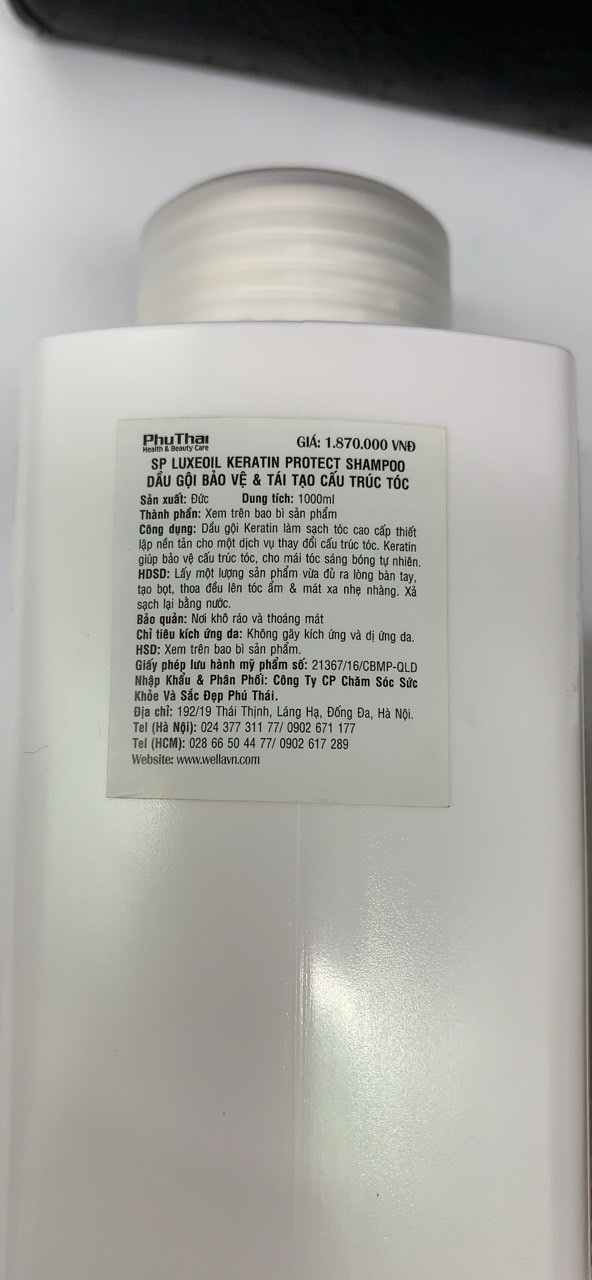 PhuThai
Health & Beauty Care
GIÁ: 1.870.000 VNĐ
SP LUXEOIL KERATIN PROTECT SHAMPOO
DẦU GỘI BẢO VỆ & TÁI TẠO CẤU TRÚC TÓC
Sản xuất: Đức Dung tích: 1000ml
Thành phần: Xem trên bao bì sản phẩm
Công dụng: Dầu gội Keratin làm sạch tóc cao cấp thiết
lập nền tản cho một dịch vụ thay đổi cấu trúc tóc. Keratin
giúp bảo vệ cấu trúc tóc, cho mái tóc sáng bóng tự nhiên.
HDSD: Lấy một lượng sản phẩm vừa đủ ra lòng bàn tay,
tạo bọt, thoa đều lên tóc ẩm & mát xa nhẹ nhàng. Xả
sạch lại bằng nước.
Bảo quản: Nơi khô ráo và thoáng mát
Chỉ tiêu kích ứng da: Không gây kích ứng và dị ứng da.
HSD: Xem trên bao bì sản phẩm.
Giấy phép lưu hành mỹ phẩm số: 21367/16/CBMP-QLD
Nhập Khẩu & Phân Phối: Công Ty CP Chăm Sóc Sức
Khỏe Và Sắc Đẹp Phú Thái.
Địa chỉ: 192/19 Thái Thịnh, Láng Hạ, Đống Đa, Hà Nội.
Tel (Hà Nội): 024 377 311 77/ 0902 671 177
Tel (HCM): 028 66 50 44 77/ 0902 617 289
Website: www.wellavn.com